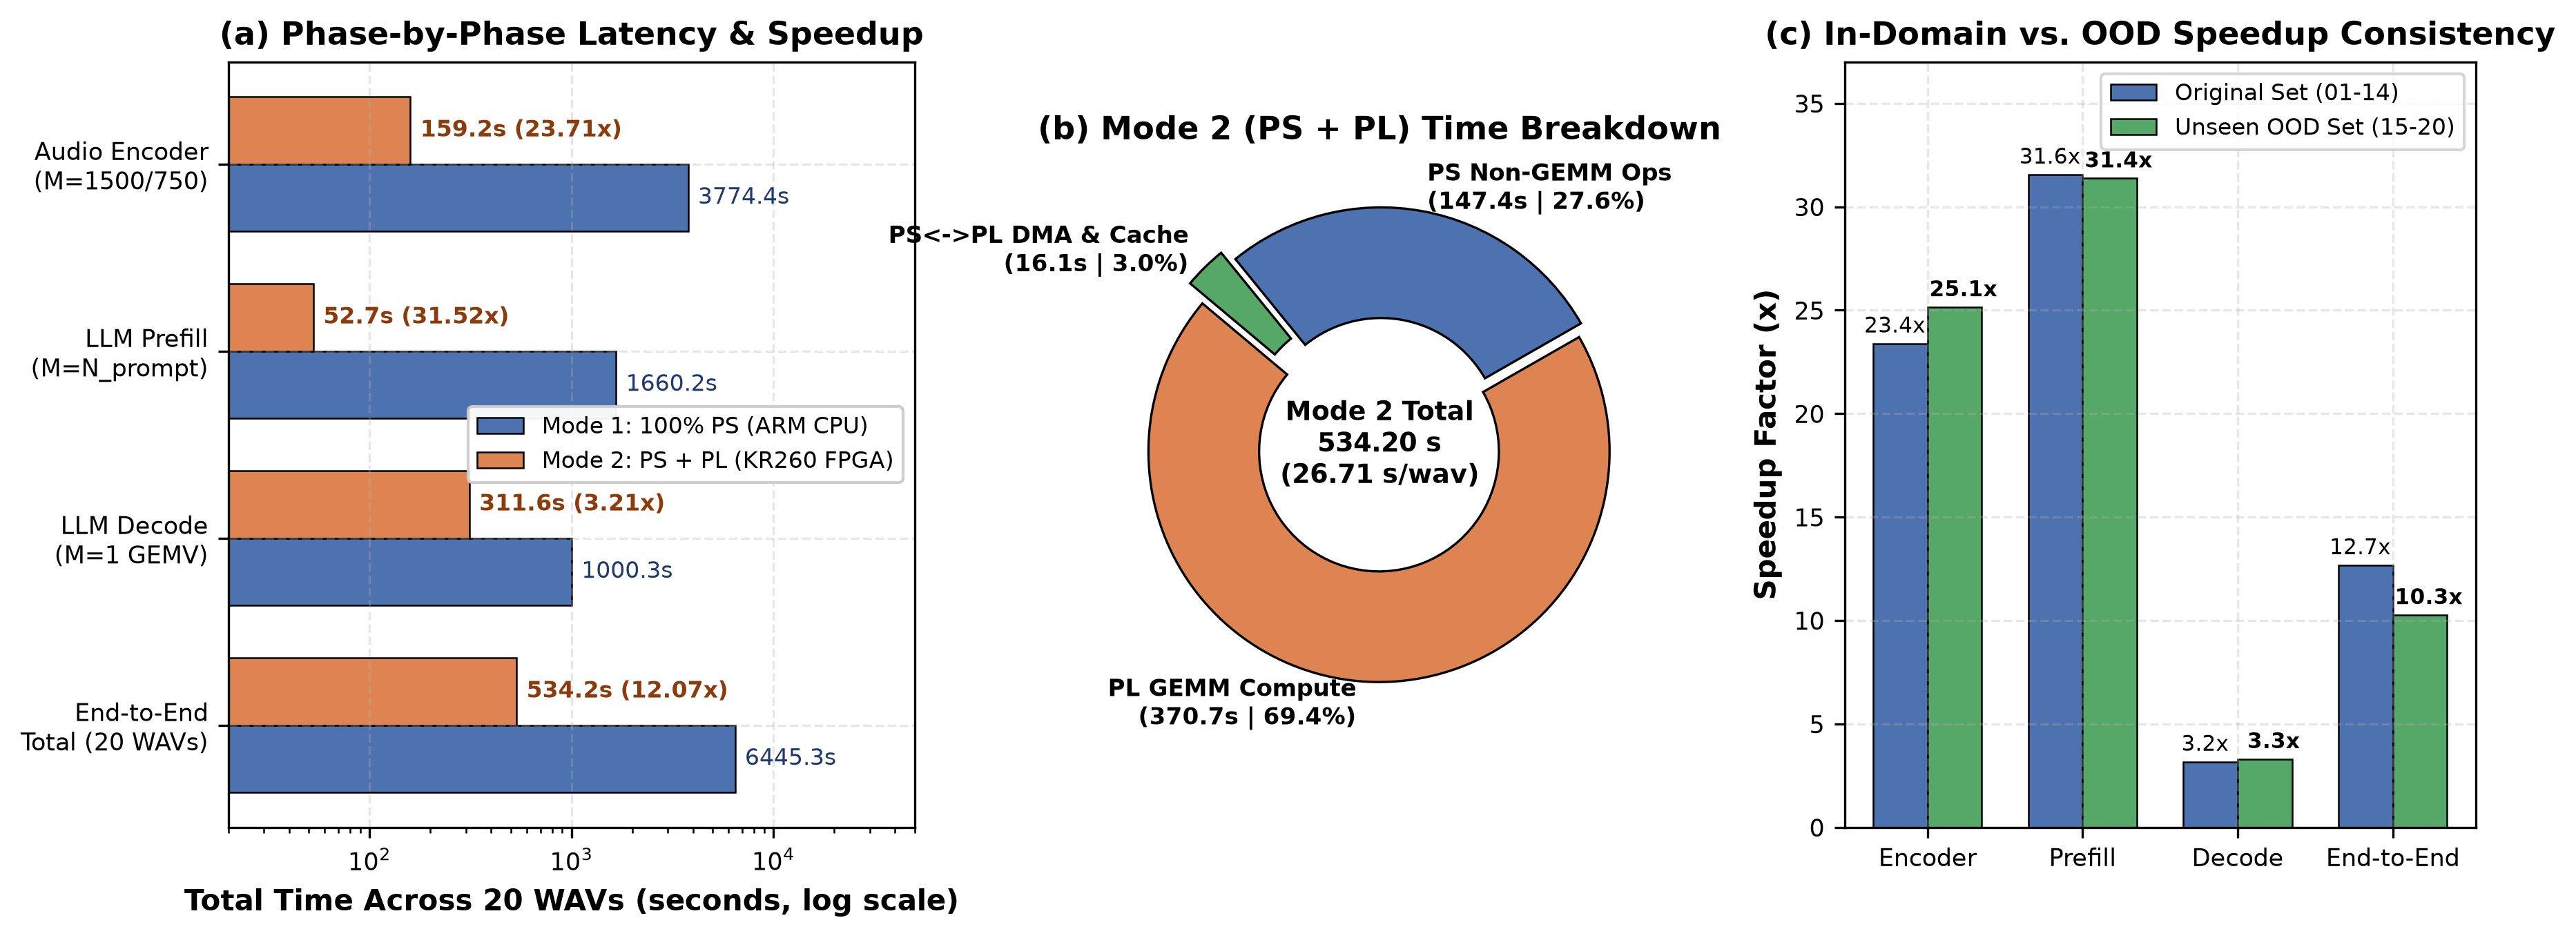 (a) Phase-by-Phase Latency & Speedup
Audio Encoder
(M=1500/750)
159.2s (23.71x)
3774.4s
LLM Prefill
(M=N_prompt)
52.7s (31.52x)
1660.2s
Mode 1: 100% PS (ARM CPU)
Mode 2: PS + PL (KR260 FPGA)
LLM Decode
(M=1 GEMV)
311.6s (3.21x)
1000.3s
End-to-End
Total (20 WAVs)
534.2s (12.07x)
6445.3s
10²
10³
10⁴
Total Time Across 20 WAVs (seconds, log scale)
(b) Mode 2 (PS + PL) Time Breakdown
PS Non-GEMM Ops
(147.4s | 27.6%)
PS<->PL DMA & Cache
(16.1s | 3.0%)
Mode 2 Total
534.20 s
(26.71 s/wav)
PL GEMM Compute
(370.7s | 69.4%)
(c) In-Domain vs. OOD Speedup Consistency
Original Set (01-14)
Unseen OOD Set (15-20)
Speedup Factor (x)
35
30
25
20
15
10
5
0
23.4x
25.1x
31.6x
31.4x
3.2x
3.3x
12.7x
10.3x
Encoder
Prefill
Decode
End-to-End